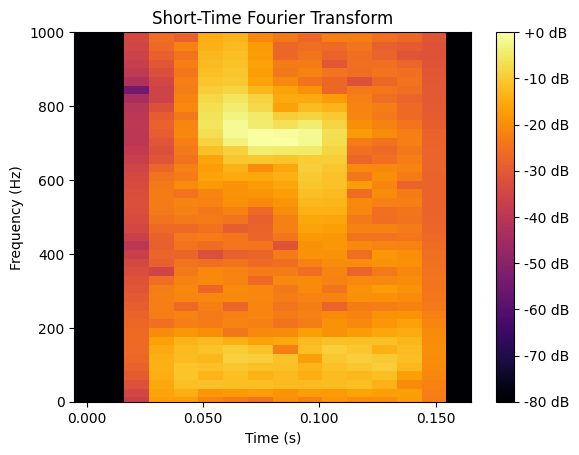 Short-Time Fourier Transform
1000
800
600
400
200
0
Frequency (Hz)
0.000
0.050
0.100
0.150
Time (s)
+0 dB
-10 dB
-20 dB
-30 dB
-40 dB
-50 dB
-60 dB
-70 dB
-80 dB